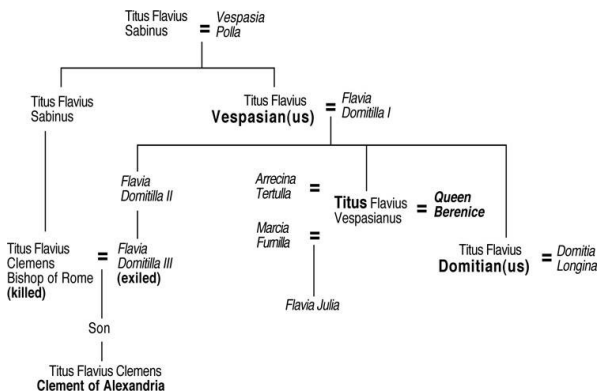 Titus Flavius
Sabinus
=
Vespasia
Polla
Titus Flavius
Sabinus
Titus Flavius
Vespasian(us)
=
Flavia
Domitilla I
Flavia
Domitilla II
Arrecina
Tertulla
=
Titus Flavius
Vespasianus
=
Queen
Berenice
Marcia
Furnilla
=
Titus Flavius
Clemens
Bishop of Rome
(killed)
=
Flavia
Domitilla III
(exiled)
Titus Flavius
Domitian(us)
=
Domitia
Longina
Flavia Julia
Son
Titus Flavius Clemens
Clement of Alexandria